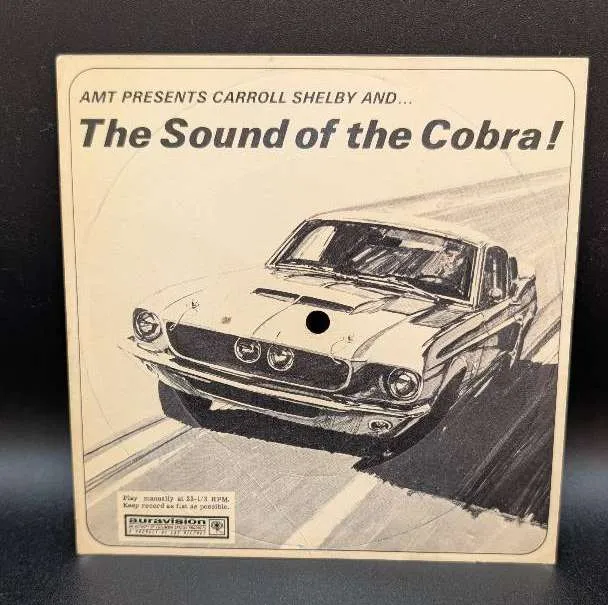 AMT PRESENTS CARROLL SHELBY AND...
The Sound of the Cobra!
Play manually at 33-1/3 RPM.
Keep record as flat as possible.
auravision